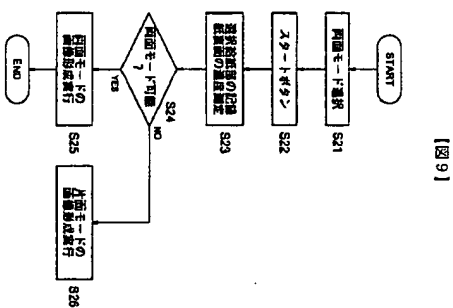 【図9】
START
両面モード選択
S21
スタートボタン
S22
選択給紙部の記録
紙裏面の濃度測定
S23
両面モード可能
?
S24
YES
NO
両面モードの
画像形成実行
S25
片面モードの
画像形成実行
S26
END